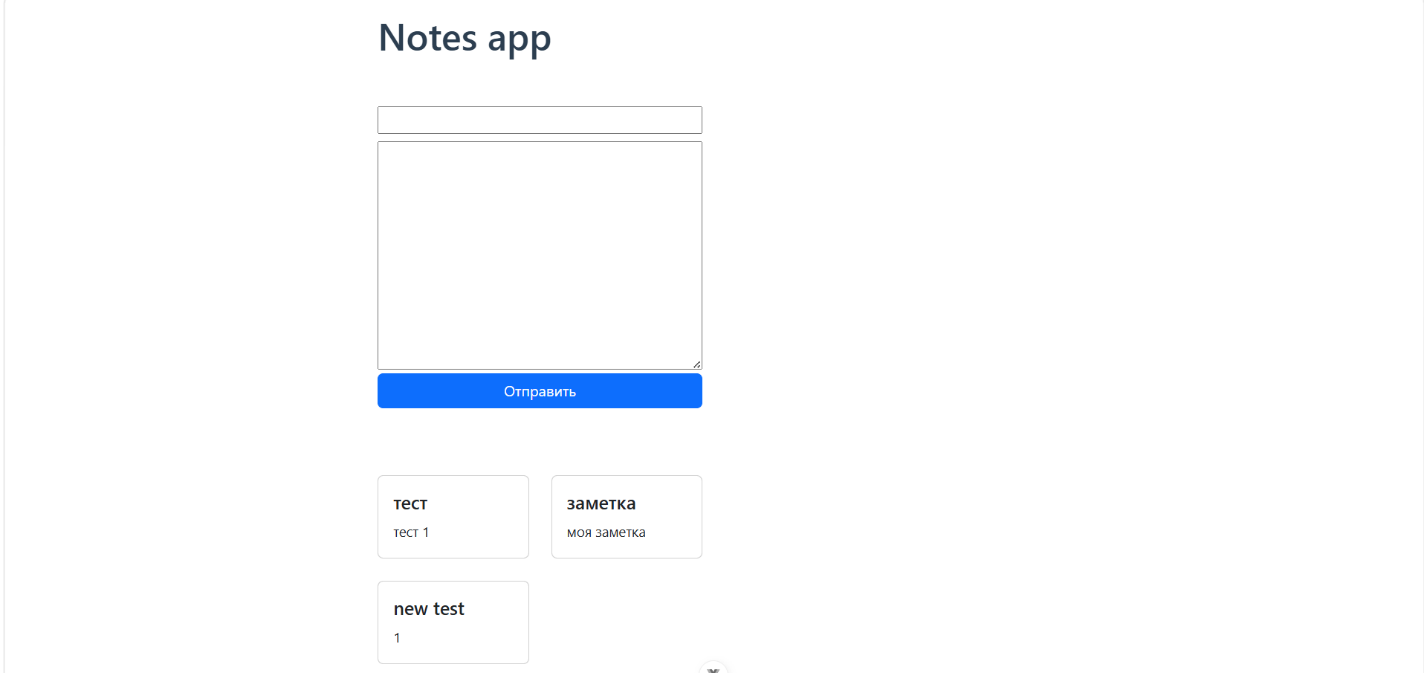 Notes app
Отправить
тест
тест 1
заметка
моя заметка
new test
1